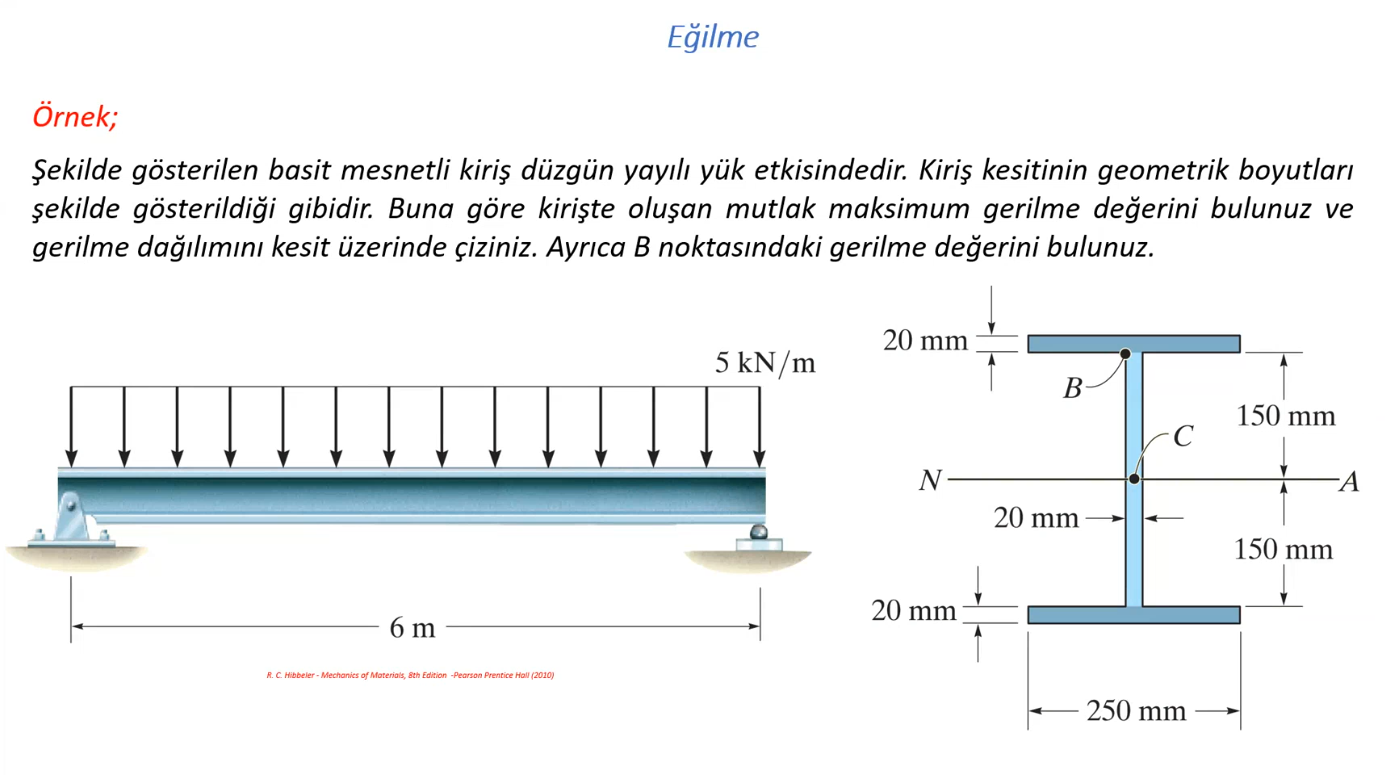 Eğilme
Örnek;
Şekilde gösterilen basit mesnetli kiriş düzgün yayılı yük etkisindedir. Kiriş kesitinin geometrik boyutları
şekilde gösterildiği gibidir. Buna göre kirişte oluşan mutlak maksimum gerilme değerini bulunuz ve
gerilme dağılımını kesit üzerinde çiziniz. Ayrıca B noktasındaki gerilme değerini bulunuz.
5 kN/m
6 m
R. C. Hibbeler - Mechanics of Materials, 8th Edition -Pearson Prentice Hall (2010)
20 mm
B
150 mm
C
N
A
20 mm
150 mm
20 mm
250 mm